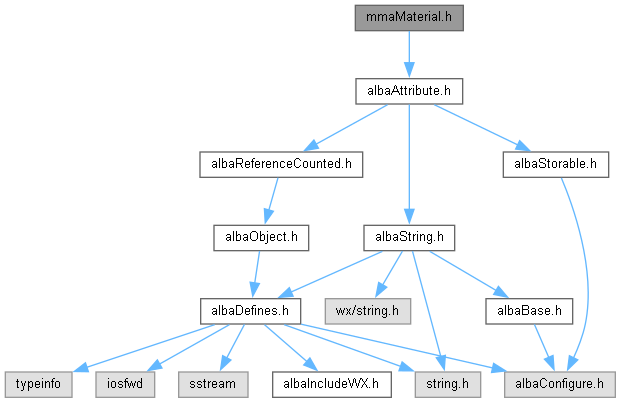 mmaMaterial.h
albaAttribute.h
albaReferenceCounted.h
albaStorable.h
albaObject.h
albaString.h
albaDefines.h
wx/string.h
albaBase.h
typeinfo
iosfwd
sstream
albaIncludeWX.h
string.h
albaConfigure.h